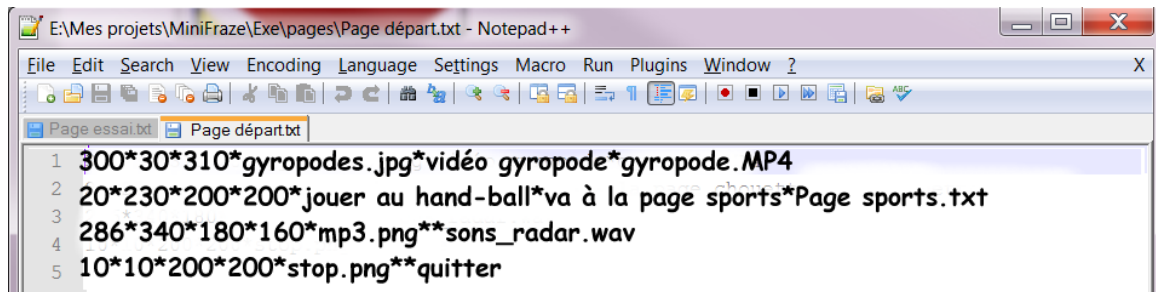 E:\Mes projets\MiniFraze\Exe\pages\Page départ.txt - Notepad++
File Edit Search View Encoding Language Settings Macro Run Plugins Window ? X
ABC
Page essai.txt Page départ.txt
1 300*30*310*gyropodes.jpg*vidéo gyropode*gyropode.MP4
2 20*230*200*200*jouer au hand-ball*va à la page sports*Page sports.txt
3
4 286*340*180*160*mp3.png**sons_radar.wav
5 10*10*200*200*stop.png**quitter